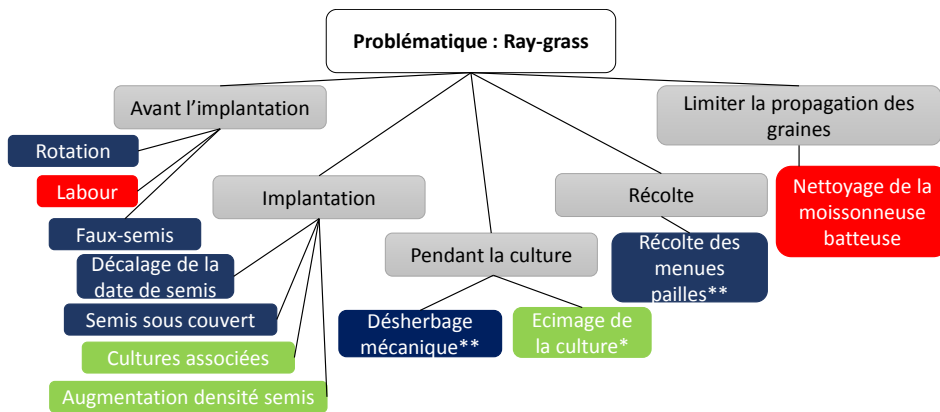 Problématique : Ray-grass
Avant l’implantation
Rotation
Labour
Faux-semis
Implantation
Décalage de la
date de semis
Semis sous couvert
Cultures associées
Augmentation densité semis
Pendant la culture
Désherbage
mécanique**
Ecimage de
la culture*
Récolte
Récolte des
menues
pailles**
Limiter la propagation des
graines
Nettoyage de la
moissonneuse
batteuse